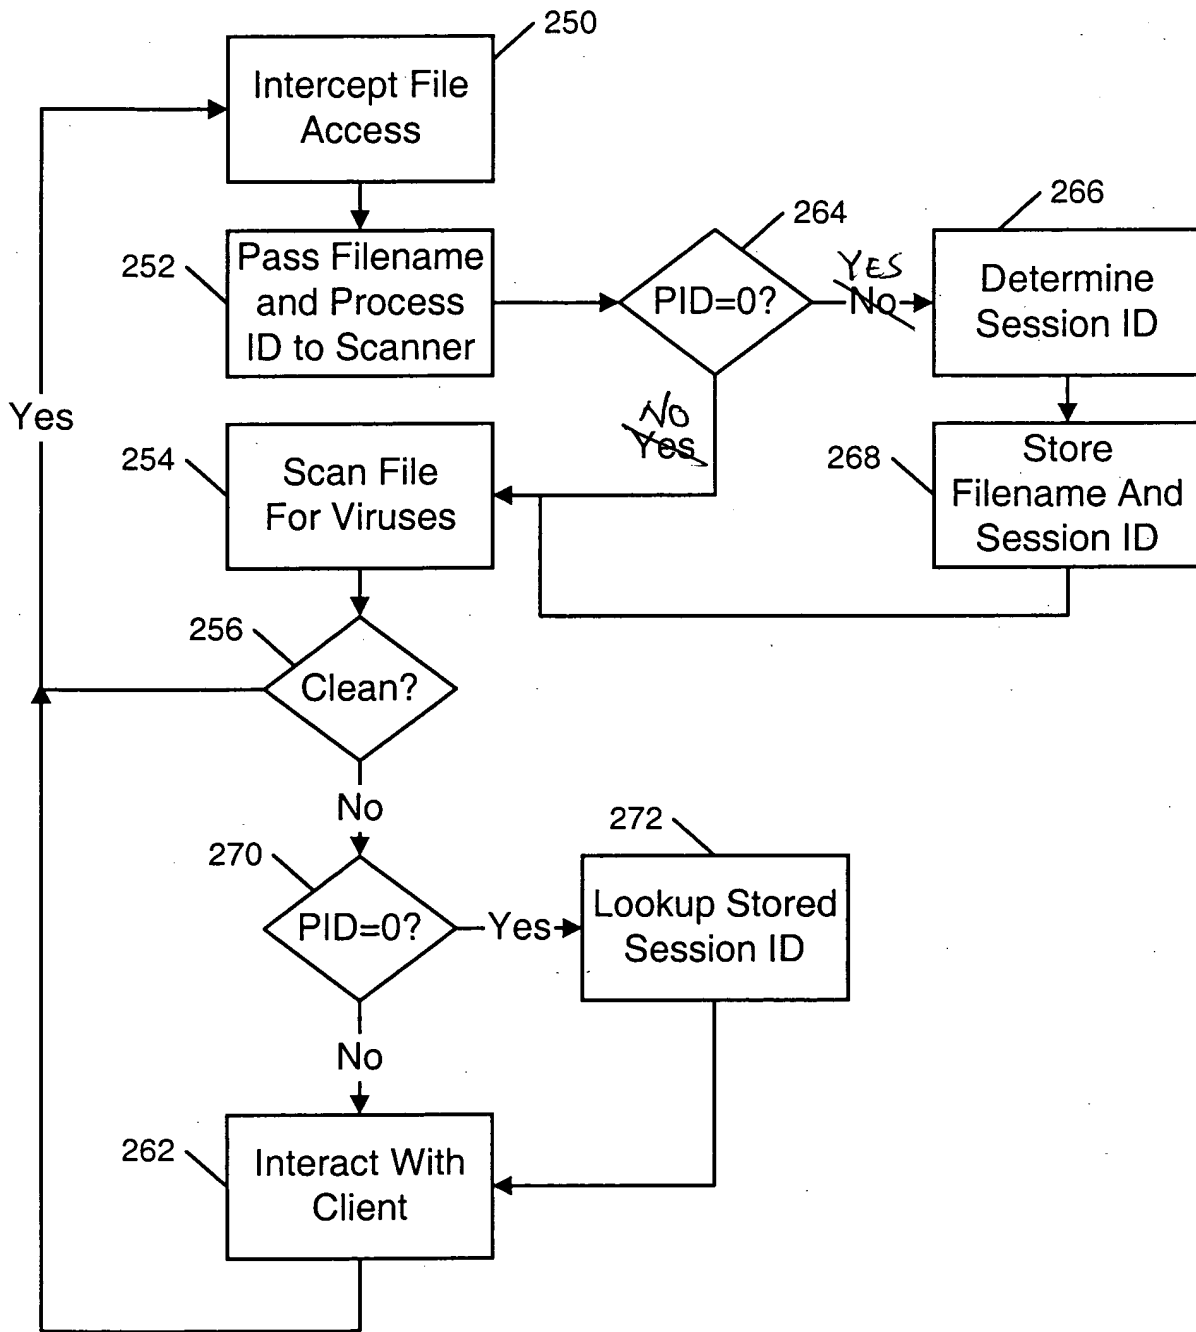 250
Intercept File
Access
252
Pass Filename
and Process
ID to Scanner
264
PID=0?
YES
No
266
Determine
Session ID
No
Yes
268
Store
Filename And
Session ID
Yes
254
Scan File
For Viruses
256
Clean?
No
270
PID=0?
Yes
272
Lookup Stored
Session ID
No
262
Interact With
Client